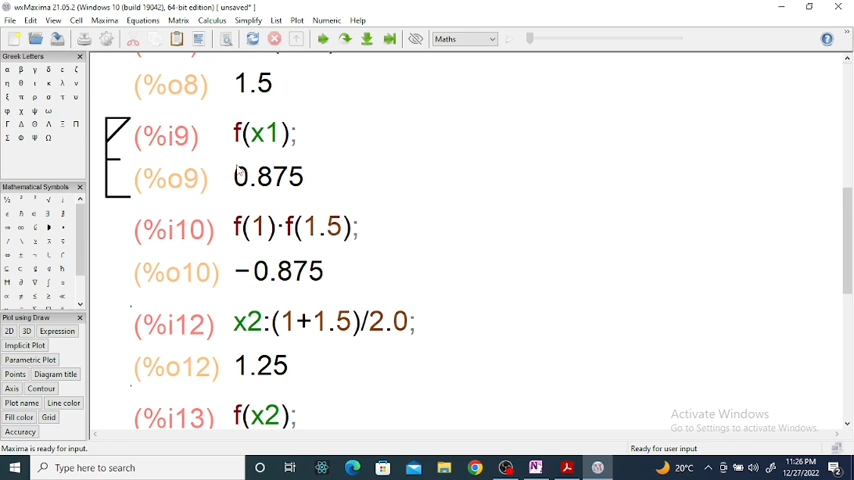 wxMaxima 21.05.2 (Windows 10 (build 19042), 64-bit edition) [ unsaved* ]
File Edit View Cell Maxima Equations Matrix Calculus Simplify List Plot Numeric Help
Maths
Greek Letters
α β γ δ ε ζ
η θ ι κ λ ν
ξ π ρ σ τ υ
φ χ ψ ω
Γ Δ Θ Λ Ξ Π
Σ Φ Ψ Ω
Mathematical Symbols
Plot using Draw
2D 3D Expression
Implicit Plot
Parametric Plot
Points Diagram title
Axis Contour
Plot name Line color
Fill color Grid
Accuracy
(%o8) 1.5
(%i9) f(x1);
(%o9) 0.875
(%i10) f(1)·f(1.5);
(%o10) −0.875
(%i12) x2:(1+1.5)/2.0;
(%o12) 1.25
(%i13) f(x2);
Activate Windows
Go to Settings to activate Windows.
Maxima is ready for input.
Ready for user input
Type here to search
20°C
11:26 PM
12/27/2022